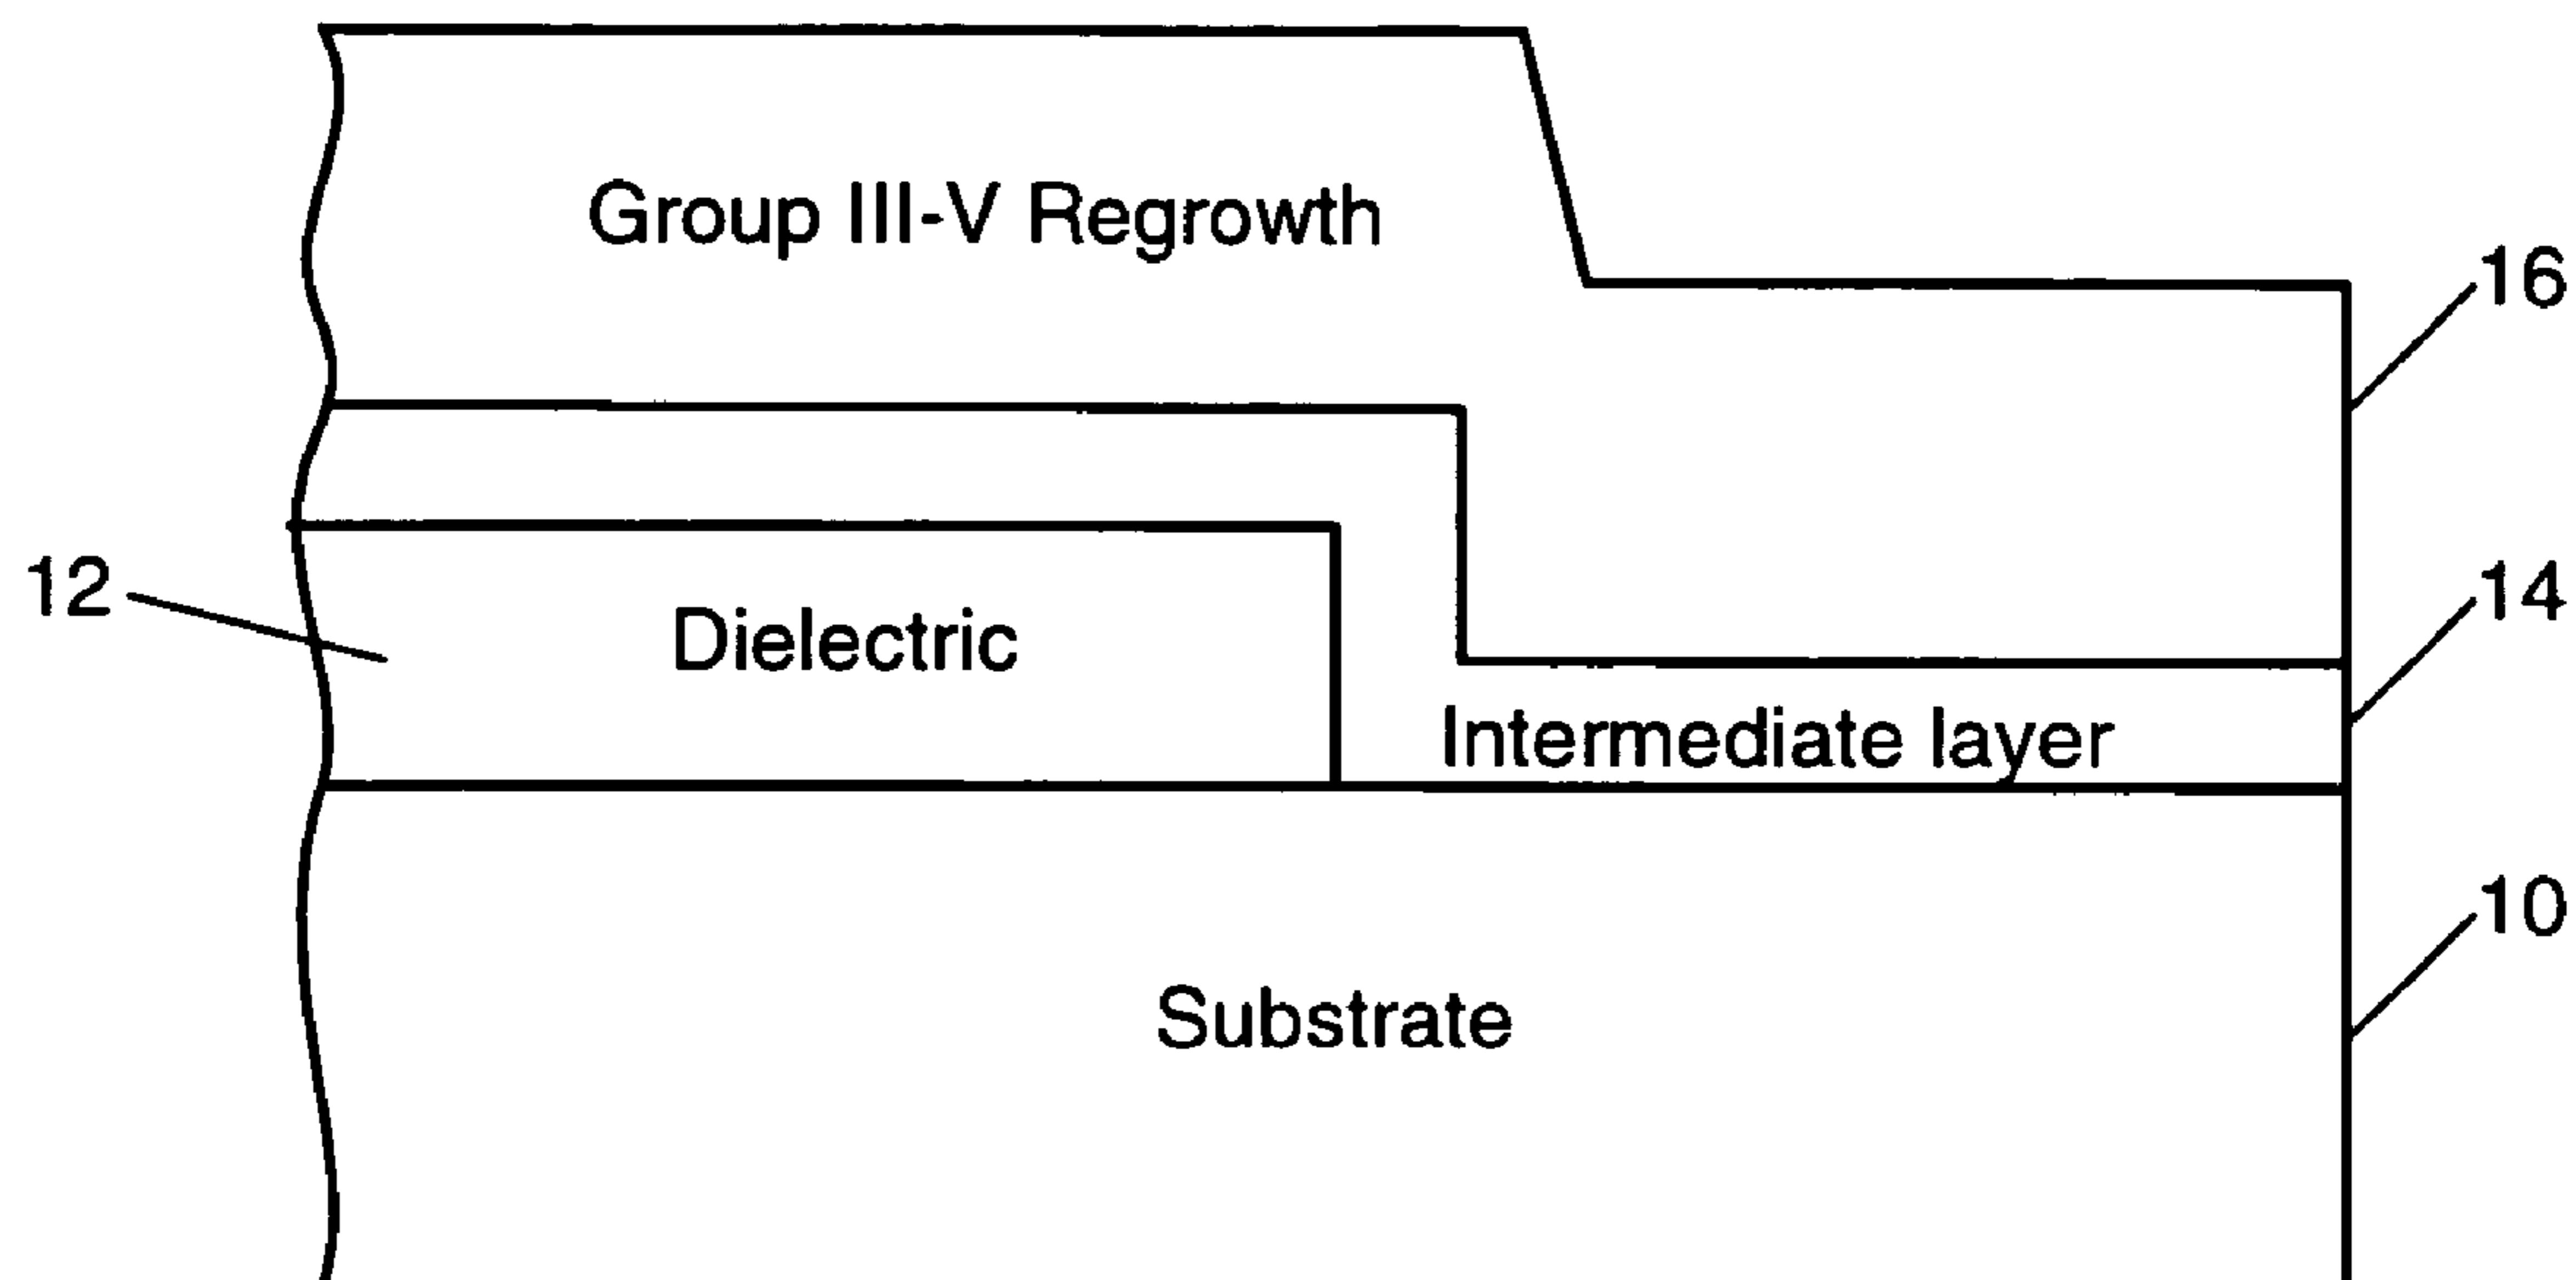 Group III-V Regrowth
16
12
Dielectric
14
Intermediate layer
10
Substrate